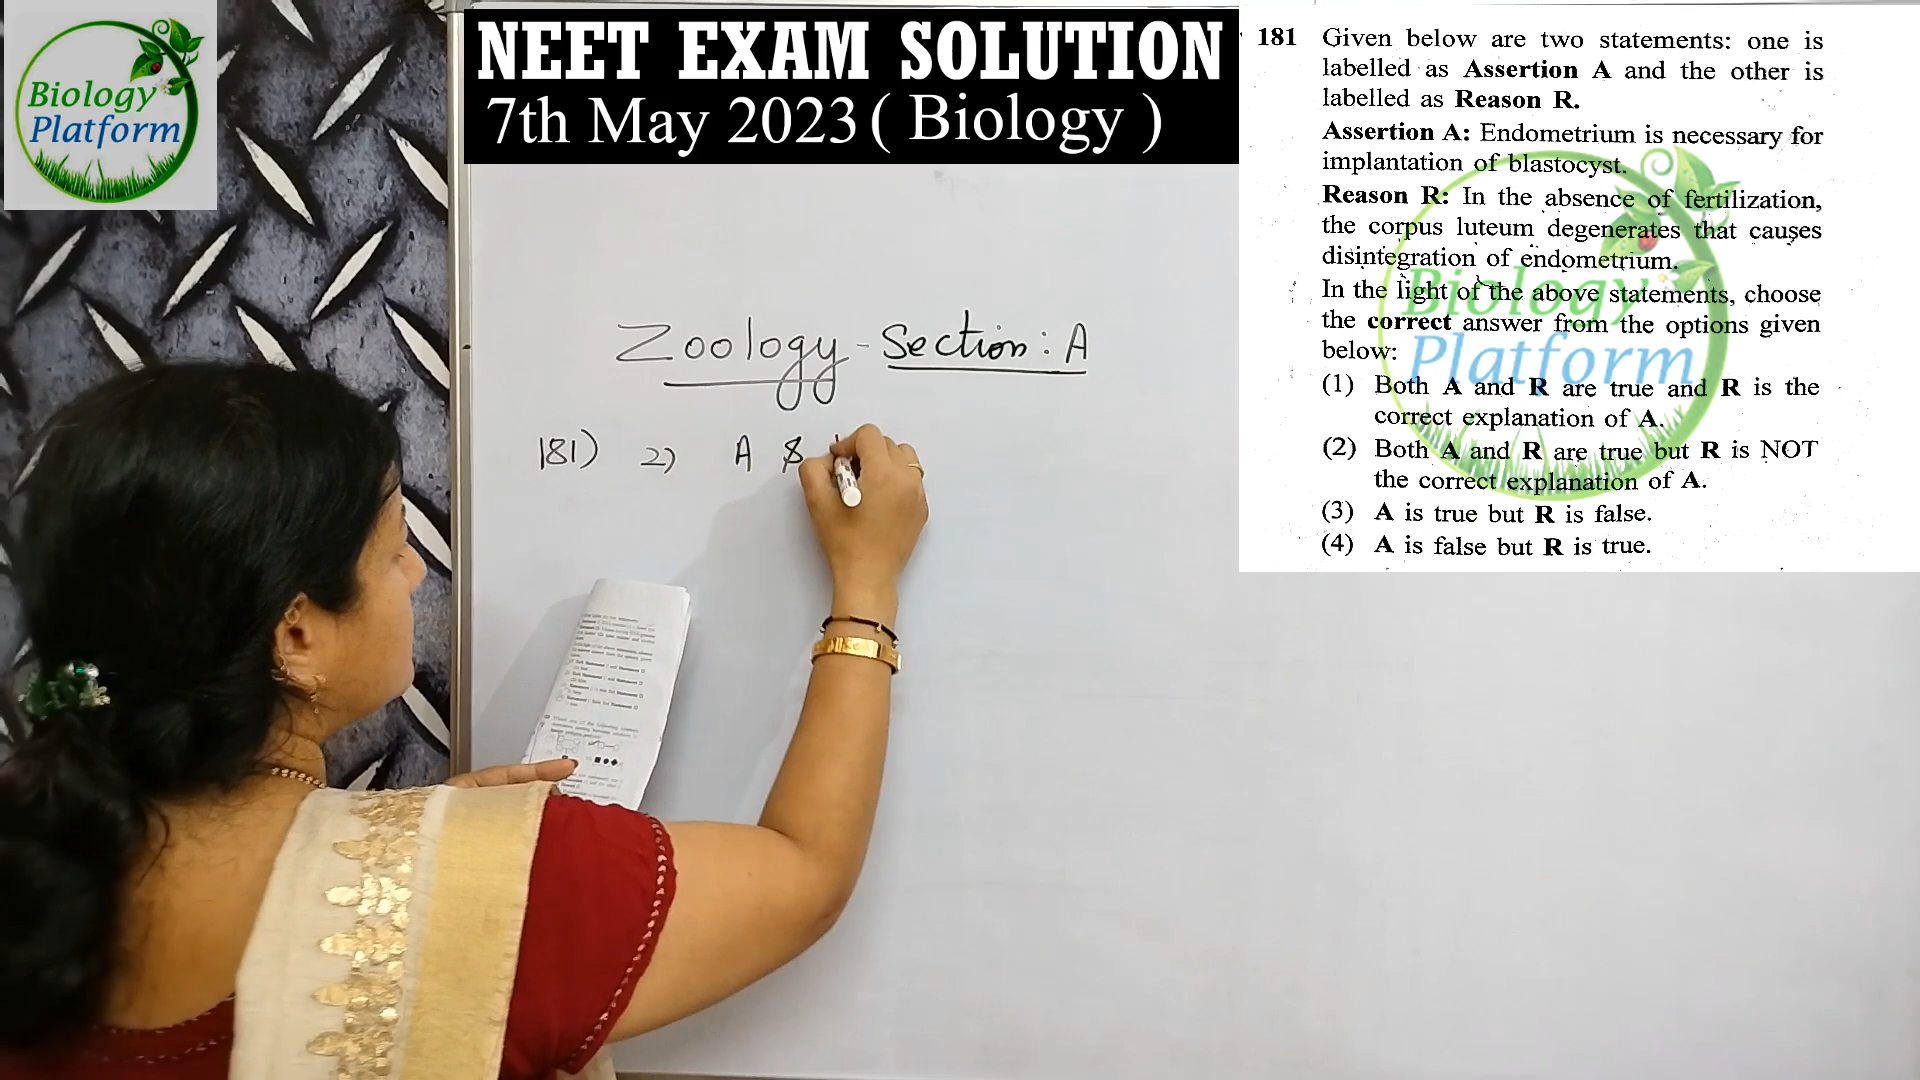 Biology
Platform
NEET EXAM SOLUTION
7th May 2023 ( Biology )
Zoology - Section : A
181) 2) A &
181 Given below are two statements: one is
labelled as Assertion A and the other is
labelled as Reason R.
Assertion A: Endometrium is necessary for
implantation of blastocyst.
Reason R: In the absence of fertilization,
the corpus luteum degenerates that causes
disintegration of endometrium.
In the light of the above statements, choose
the correct answer from the options given
below:
(1) Both A and R are true and R is the
correct explanation of A.
(2) Both A and R are true but R is NOT
the correct explanation of A.
(3) A is true but R is false.
(4) A is false but R is true.
Biology
Platform